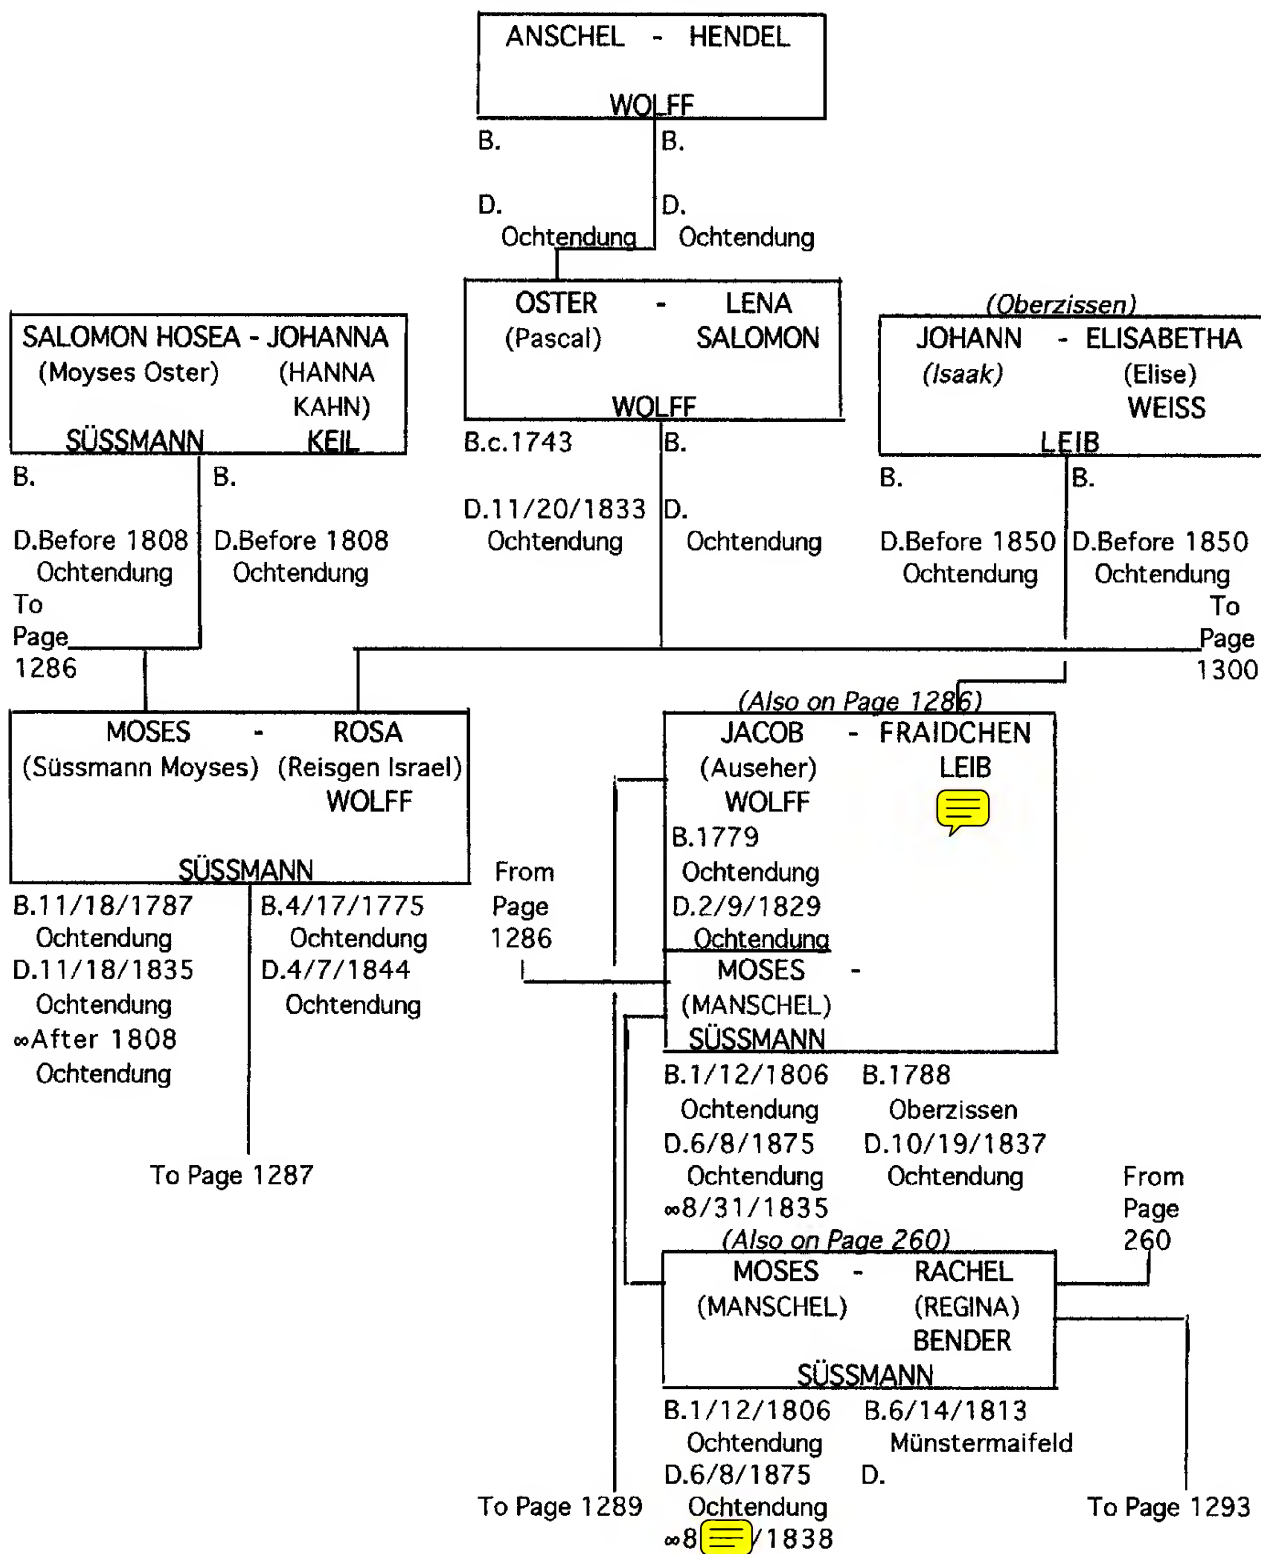 ANSCHEL - HENDEL
WOLFF
B. B.
D. D.
Ochtendung Ochtendung
OSTER - LENA
(Pascal) SALOMON
WOLFF
B.c.1743 B.
D.11/20/1833 D.
Ochtendung Ochtendung
SALOMON HOSEA - JOHANNA
(Moyses Oster) (HANNA
KAHN)
SÜSSMANN KEIL
B. B.
D.Before 1808 D.Before 1808
Ochtendung Ochtendung
(Oberzissen)
JOHANN - ELISABETHA
(Isaak) (Elise)
WEISS
LEIB
B. B.
D.Before 1850 D.Before 1850
Ochtendung Ochtendung
To
Page
1286
To
Page
1300
MOSES - ROSA
(Süssmann Moyses) (Reisgen Israel)
WOLFF
SÜSSMANN
B.11/18/1787 B.4/17/1775
Ochtendung Ochtendung
D.11/18/1835 D.4/7/1844
Ochtendung Ochtendung
∞After 1808
Ochtendung
To Page 1287
From
Page
1286
(Also on Page 1286)
JACOB - FRAIDCHEN
(Auseher) LEIB
WOLFF
B.1779
Ochtendung
D.2/9/1829
Ochtendung
MOSES -
(MANSCHEL)
SÜSSMANN
B.1/12/1806 B.1788
Ochtendung Oberzissen
D.6/8/1875 D.10/19/1837
Ochtendung Ochtendung
∞8/31/1835
From
Page
260
(Also on Page 260)
MOSES - RACHEL
(MANSCHEL) (REGINA)
BENDER
SÜSSMANN
B.1/12/1806 B.6/14/1813
Ochtendung Münstermaifeld
D.6/8/1875 D.
Ochtendung
∞8 /1838
To Page 1289
To Page 1293